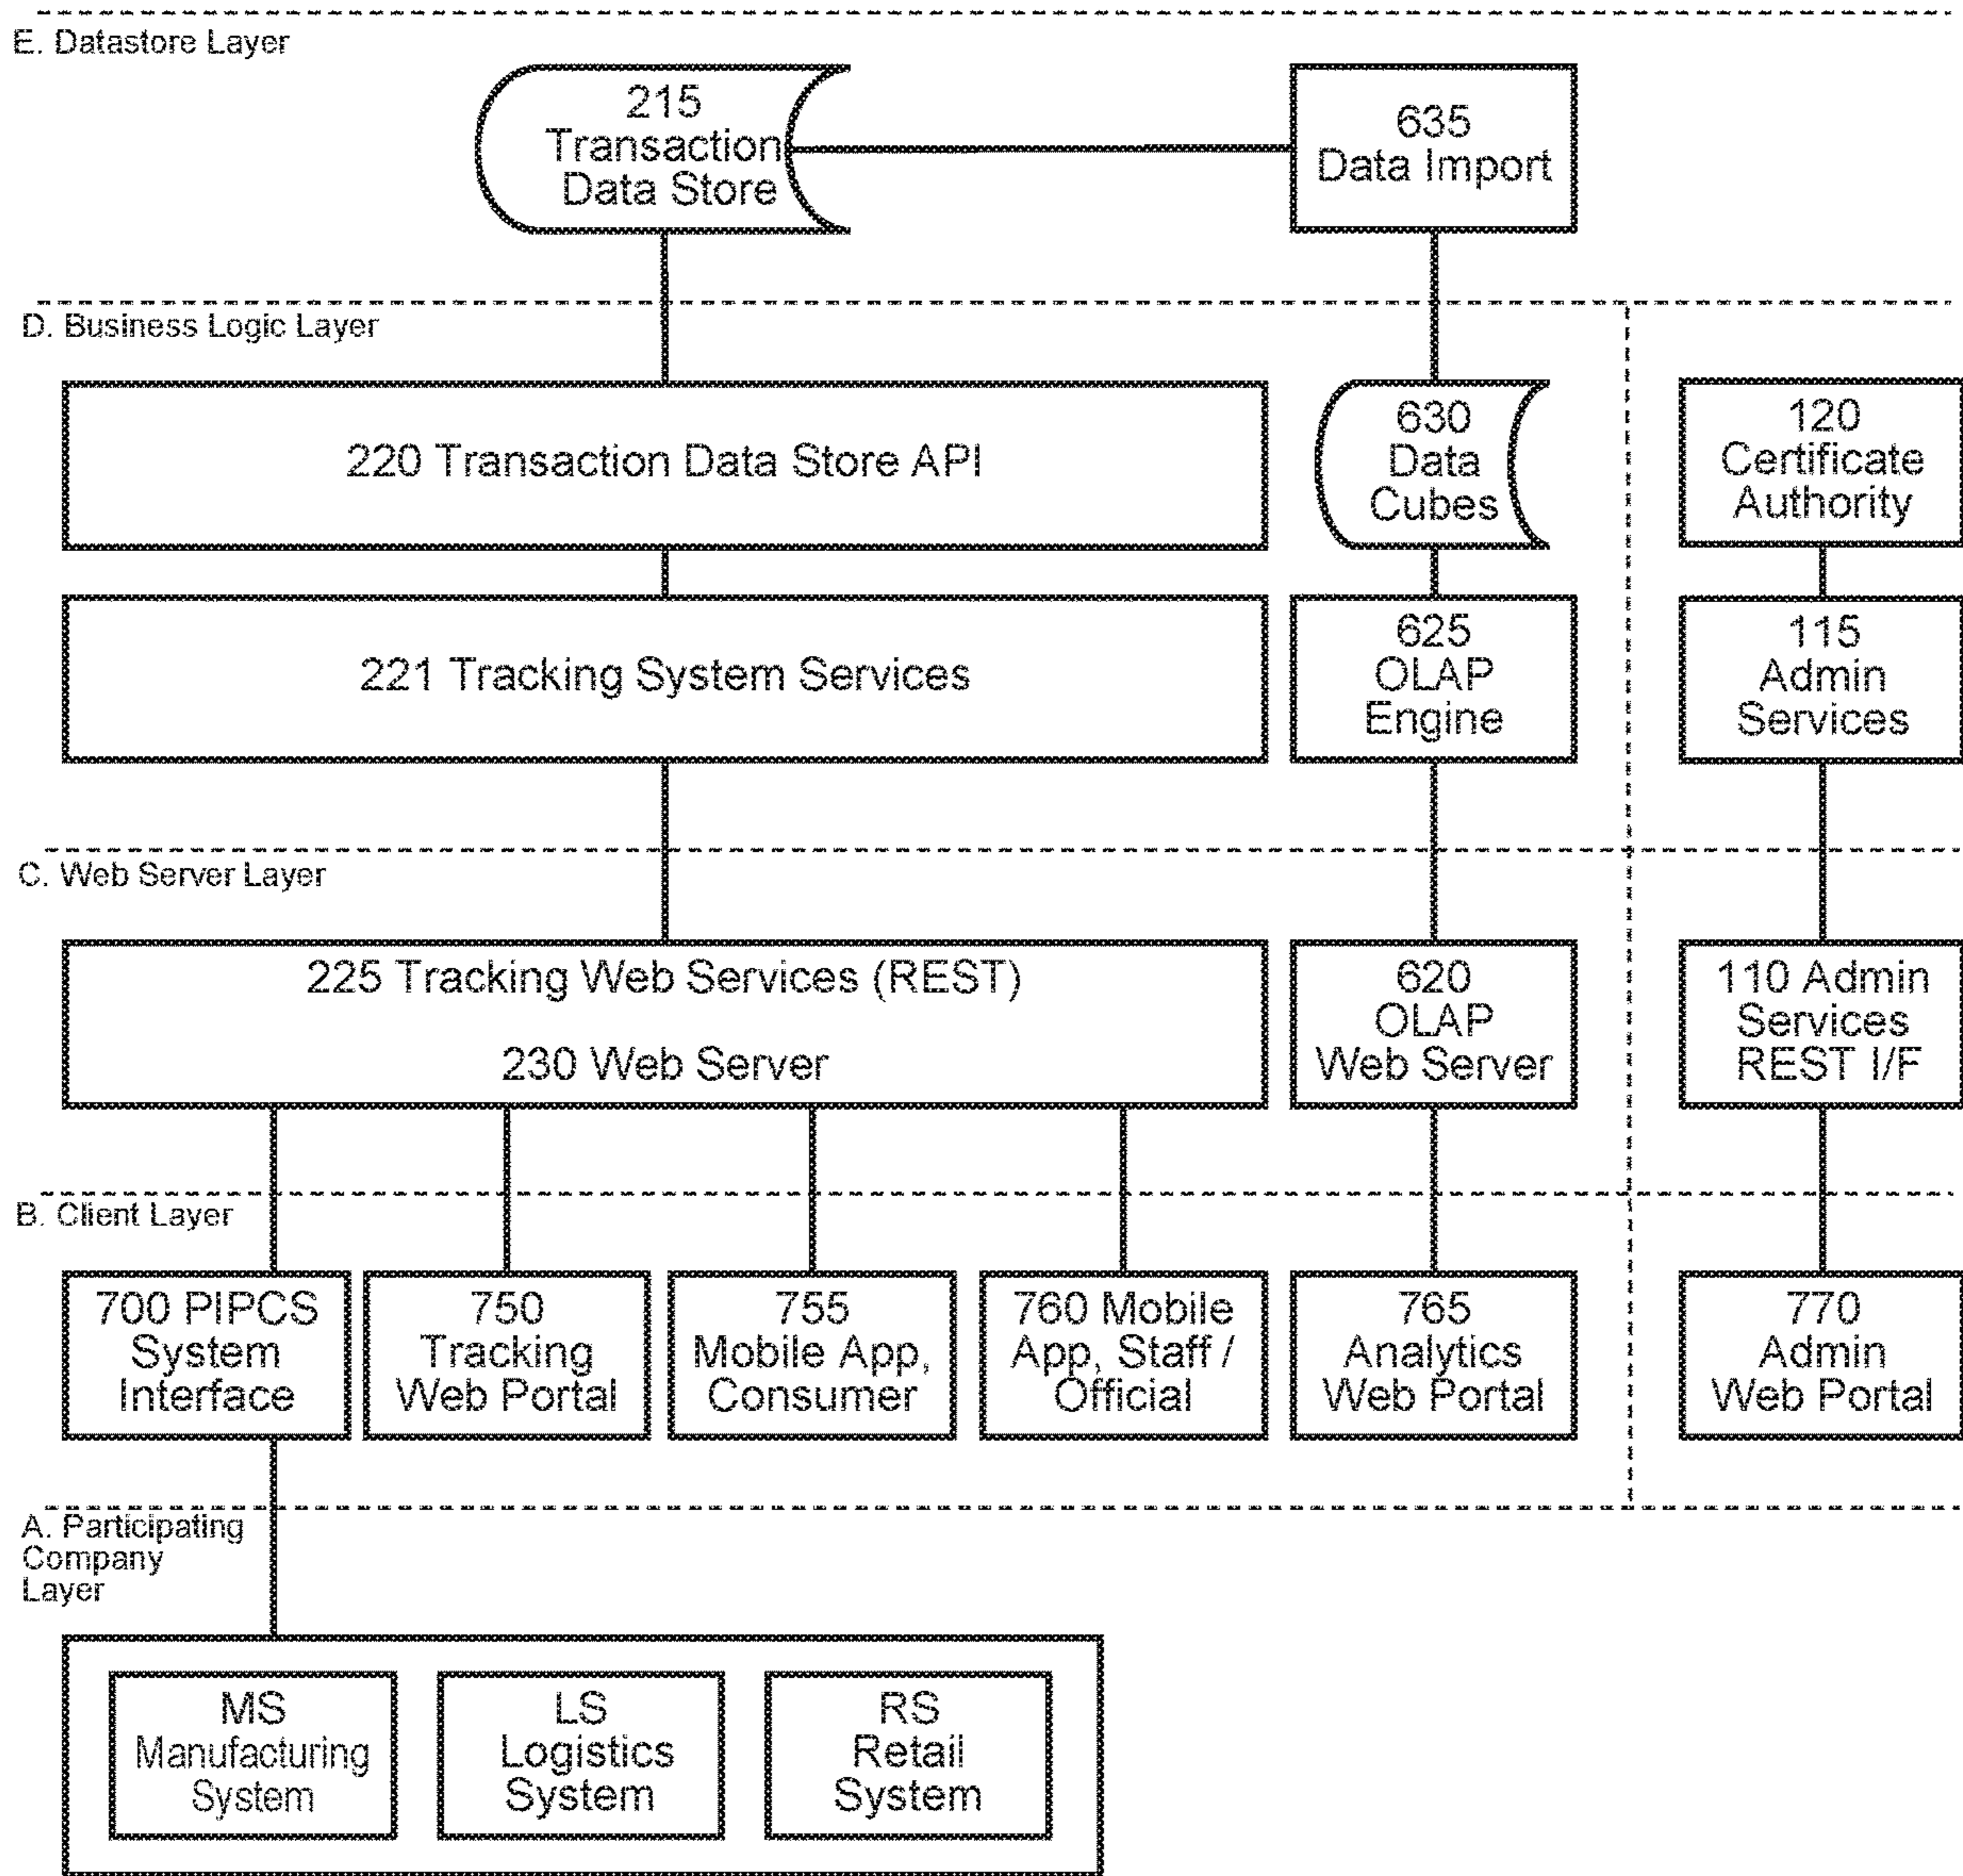 E. Datastore Layer
215
Transaction
Data Store
635
Data Import
D. Business Logic Layer
220 Transaction Data Store API
630
Data
Cubes
120
Certificate
Authority
221 Tracking System Services
625
OLAP
Engine
115
Admin
Services
C. Web Server Layer
225 Tracking Web Services (REST)
230 Web Server
620
OLAP
Web Server
110 Admin
Services
REST I/F
B. Client Layer
700 PIPCS
System
Interface
750
Tracking
Web Portal
755
Mobile App,
Consumer
760 Mobile
App, Staff /
Official
765
Analytics
Web Portal
770
Admin
Web Portal
A. Participating
Company
Layer
MS
Manufacturing
System
LS
Logistics
System
RS
Retail
System